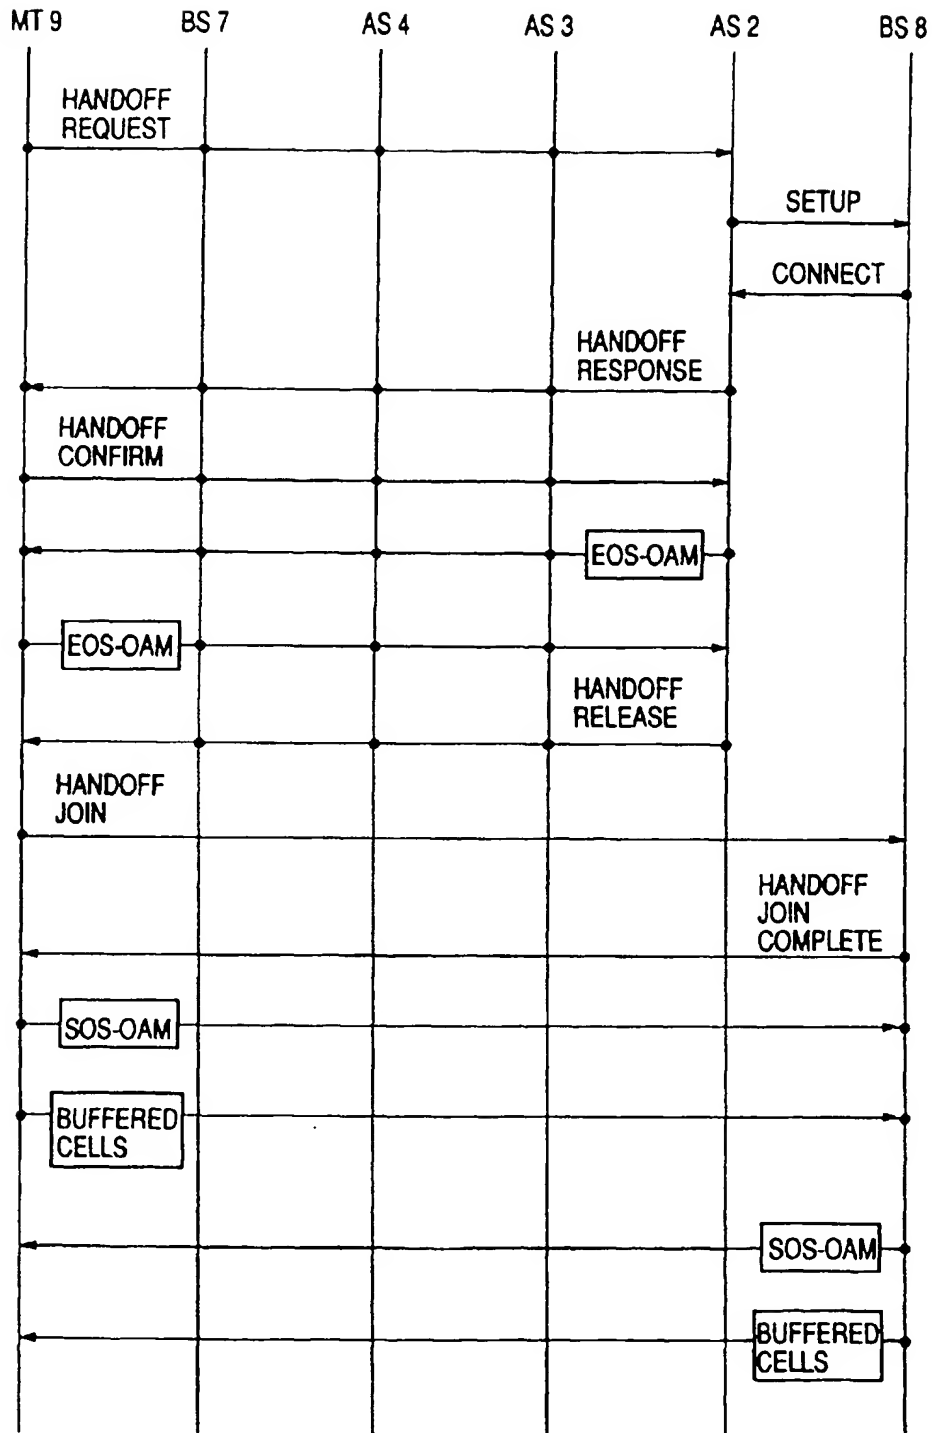 MT 9 BS 7 AS 4 AS 3 AS 2 BS 8
HANDOFF
REQUEST
SETUP
CONNECT
HANDOFF
RESPONSE
HANDOFF
CONFIRM
EOS-OAM
EOS-OAM
HANDOFF
RELEASE
HANDOFF
JOIN
HANDOFF
JOIN
COMPLETE
SOS-OAM
BUFFERED
CELLS
SOS-OAM
BUFFERED
CELLS